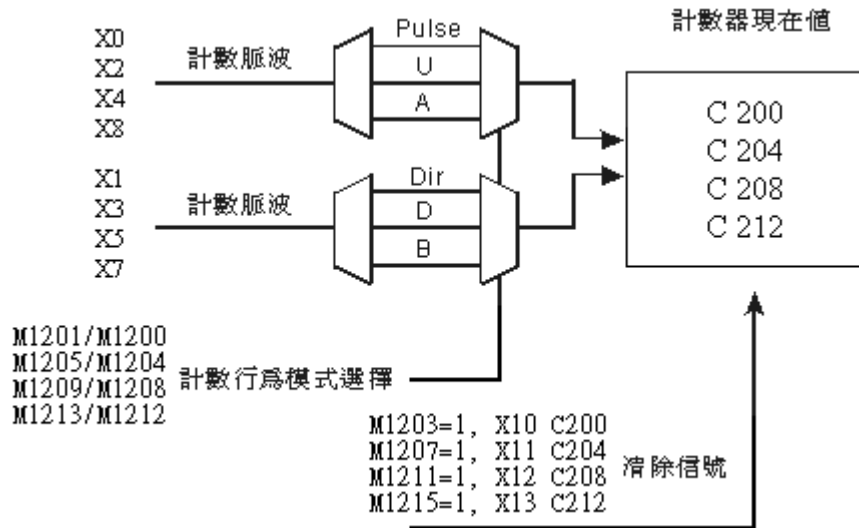 計數器現在値
X0
X2
X4
X8
計數脈波
Pulse
U
A
C 200
C 204
C 208
C 212
X1
X3
X5
X7
計數脈波
Dir
D
B
M1201/M1200
M1205/M1204
M1209/M1208
M1213/M1212
計數行爲模式選擇
M1203=1, X10 C200
M1207=1, X11 C204
M1211=1, X12 C208
M1215=1, X13 C212
清除信號